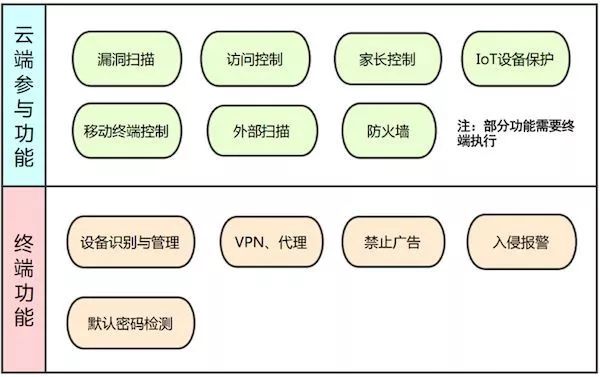 云端参与功能
漏洞扫描
访问控制
家长控制
IoT设备保护
移动终端控制
外部扫描
防火墙
注：部分功能需要终
端执行
终端功能
设备识别与管理
VPN、代理
禁止广告
入侵报警
默认密码检测